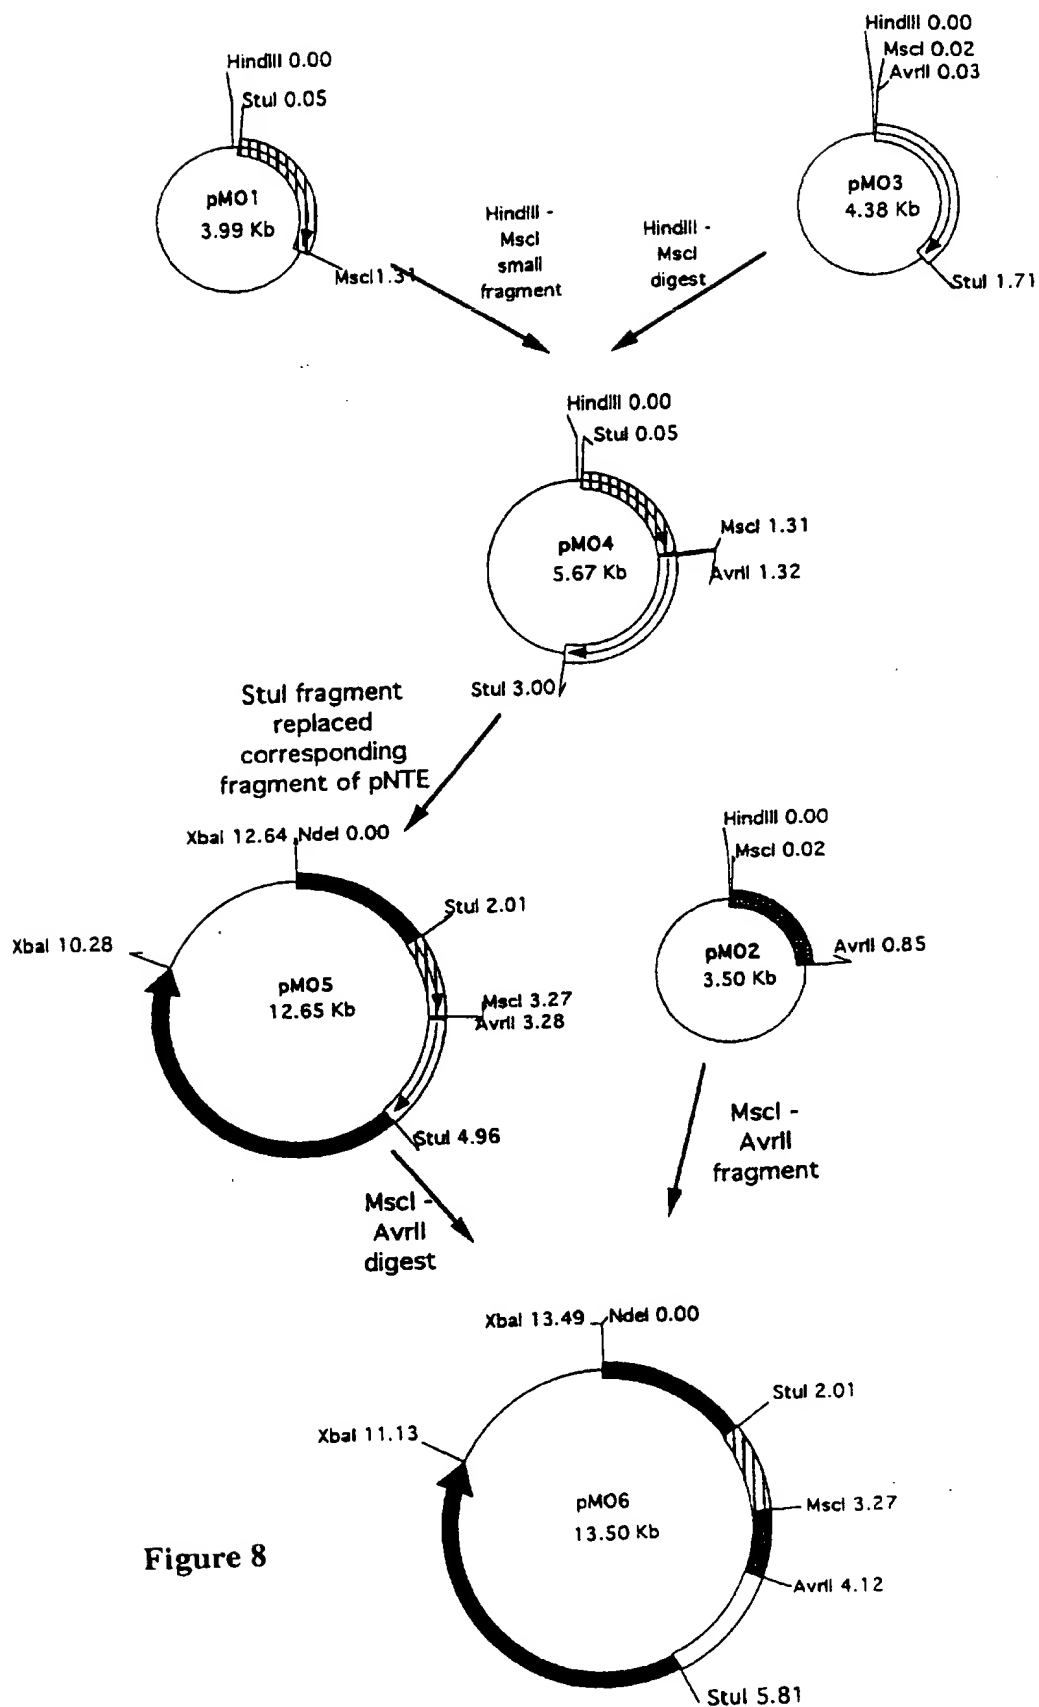 HindIII 0.00
StuI 0.05
pMO1
3.99 Kb
MscI 1.31
HindIII 0.00
MscI 0.02
AvrII 0.03
pMO3
4.38 Kb
StuI 1.71
HindIII -
MscI
small
fragment
HindIII -
MscI
digest
HindIII 0.00
StuI 0.05
pMO4
5.67 Kb
MscI 1.31
AvrII 1.32
StuI 3.00
StuI fragment
replaced
corresponding
fragment of pNTE
XbaI 12.64 NdeI 0.00
StuI 2.01
XbaI 10.28
pMO5
12.65 Kb
MscI 3.27
AvrII 3.28
StuI 4.96
HindIII 0.00
MscI 0.02
pMO2
3.50 Kb
AvrII 0.85
MscI -
AvrII
digest
MscI -
AvrII
fragment
XbaI 13.49 NdeI 0.00
StuI 2.01
XbaI 11.13
pMO6
13.50 Kb
MscI 3.27
AvrII 4.12
StuI 5.81
Figure 8